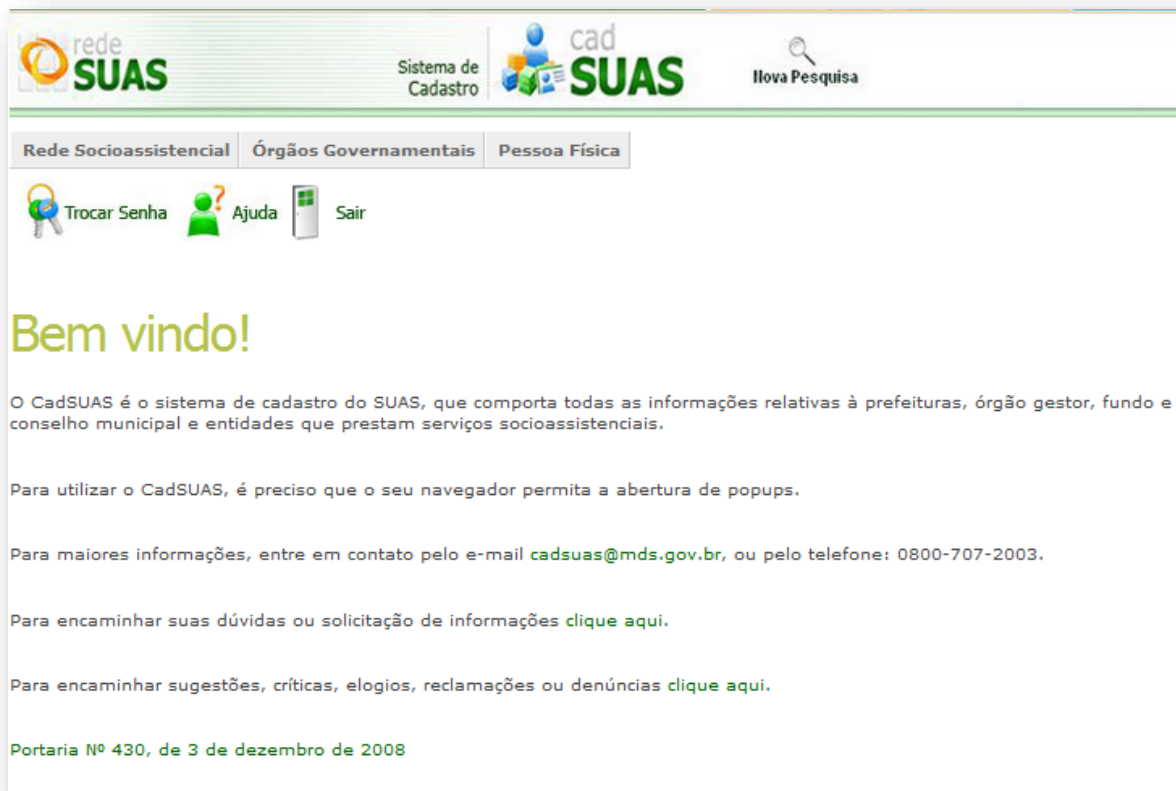 rede
SUAS
Sistema de
Cadastro
cad
SUAS
Nova Pesquisa
Rede Socioassistencial Órgãos Governamentais Pessoa Física
Trocar Senha Ajuda Sair
Bem vindo!
O CadSUAS é o sistema de cadastro do SUAS, que comporta todas as informações relativas à prefeituras, órgão gestor, fundo e
conselho municipal e entidades que prestam serviços socioassistenciais.
Para utilizar o CadSUAS, é preciso que o seu navegador permita a abertura de popups.
Para maiores informações, entre em contato pelo e-mail cadsuas@mds.gov.br, ou pelo telefone: 0800-707-2003.
Para encaminhar suas dúvidas ou solicitação de informações clique aqui.
Para encaminhar sugestões, críticas, elogios, reclamações ou denúncias clique aqui.
Portaria Nº 430, de 3 de dezembro de 2008